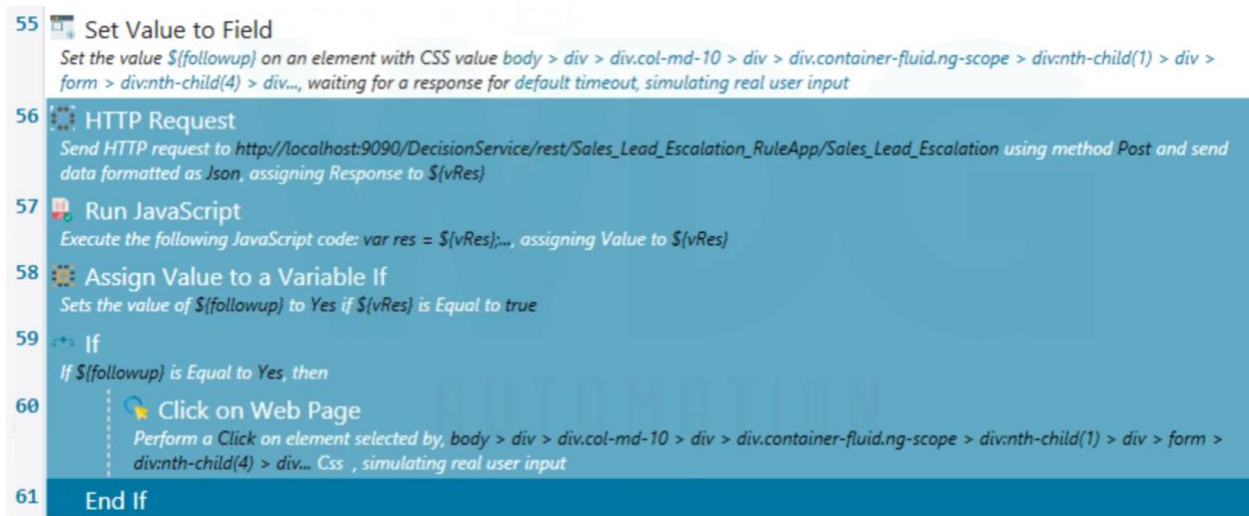 55 Set Value to Field
Set the value ${followup} on an element with CSS value body > div > div.col-md-10 > div > div.container-fluid.ng-scope > div:nth-child(1) > div >
form > div:nth-child(4) > div..., waiting for a response for default timeout, simulating real user input
56 HTTP Request
Send HTTP request to http://localhost:9090/DecisionService/rest/Sales_Lead_Escalation_RuleApp/Sales_Lead_Escalation using method Post and send
data formatted as Json, assigning Response to ${vRes}
57 Run JavaScript
Execute the following JavaScript code: var res = ${vRes};..., assigning Value to ${vRes}
58 Assign Value to a Variable If
Sets the value of ${followup} to Yes if ${vRes} is Equal to true
59 If
If ${followup} is Equal to Yes, then
60 Click on Web Page
Perform a Click on element selected by, body > div > div.col-md-10 > div > div.container-fluid.ng-scope > div:nth-child(1) > div > form >
div:nth-child(4) > div... Css , simulating real user input
61 End If
WDG
AUTOMATION